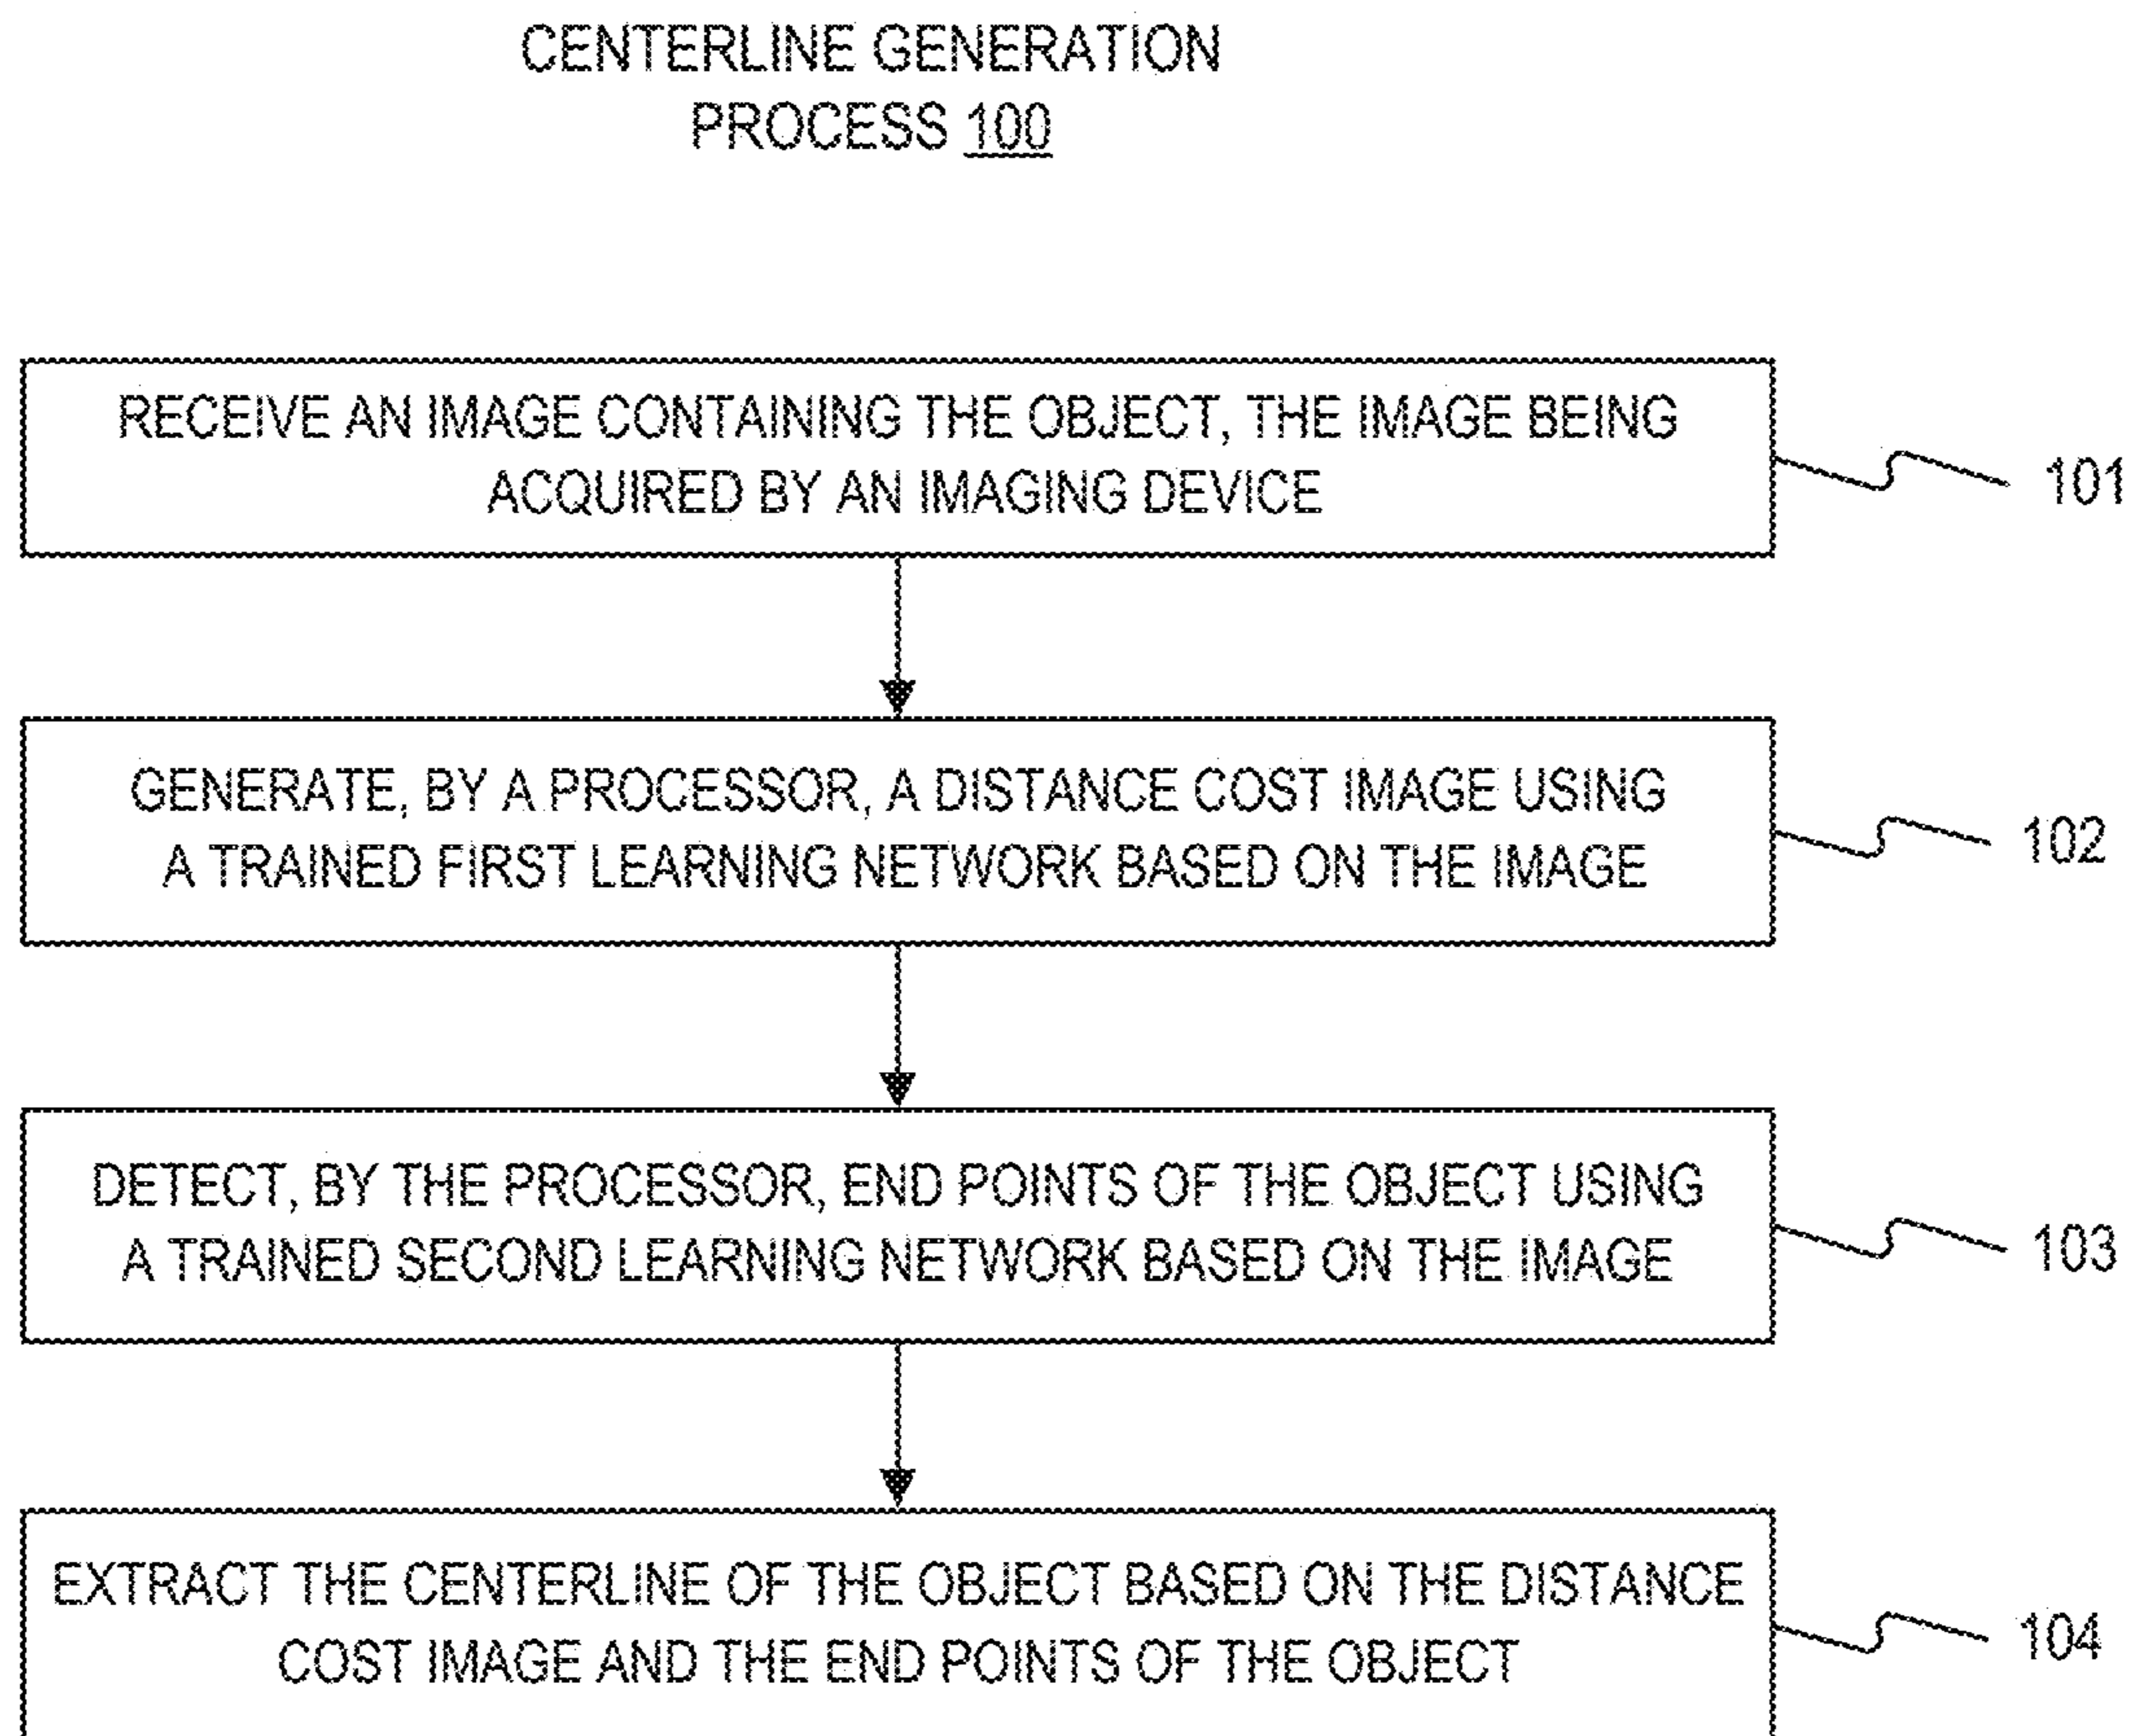 CENTERLINE GENERATION
PROCESS 100
RECEIVE AN IMAGE CONTAINING THE OBJECT, THE IMAGE BEING
ACQUIRED BY AN IMAGING DEVICE
101
GENERATE, BY A PROCESSOR, A DISTANCE COST IMAGE USING
A TRAINED FIRST LEARNING NETWORK BASED ON THE IMAGE
102
DETECT, BY THE PROCESSOR, END POINTS OF THE OBJECT USING
A TRAINED SECOND LEARNING NETWORK BASED ON THE IMAGE
103
EXTRACT THE CENTERLINE OF THE OBJECT BASED ON THE DISTANCE
COST IMAGE AND THE END POINTS OF THE OBJECT
104